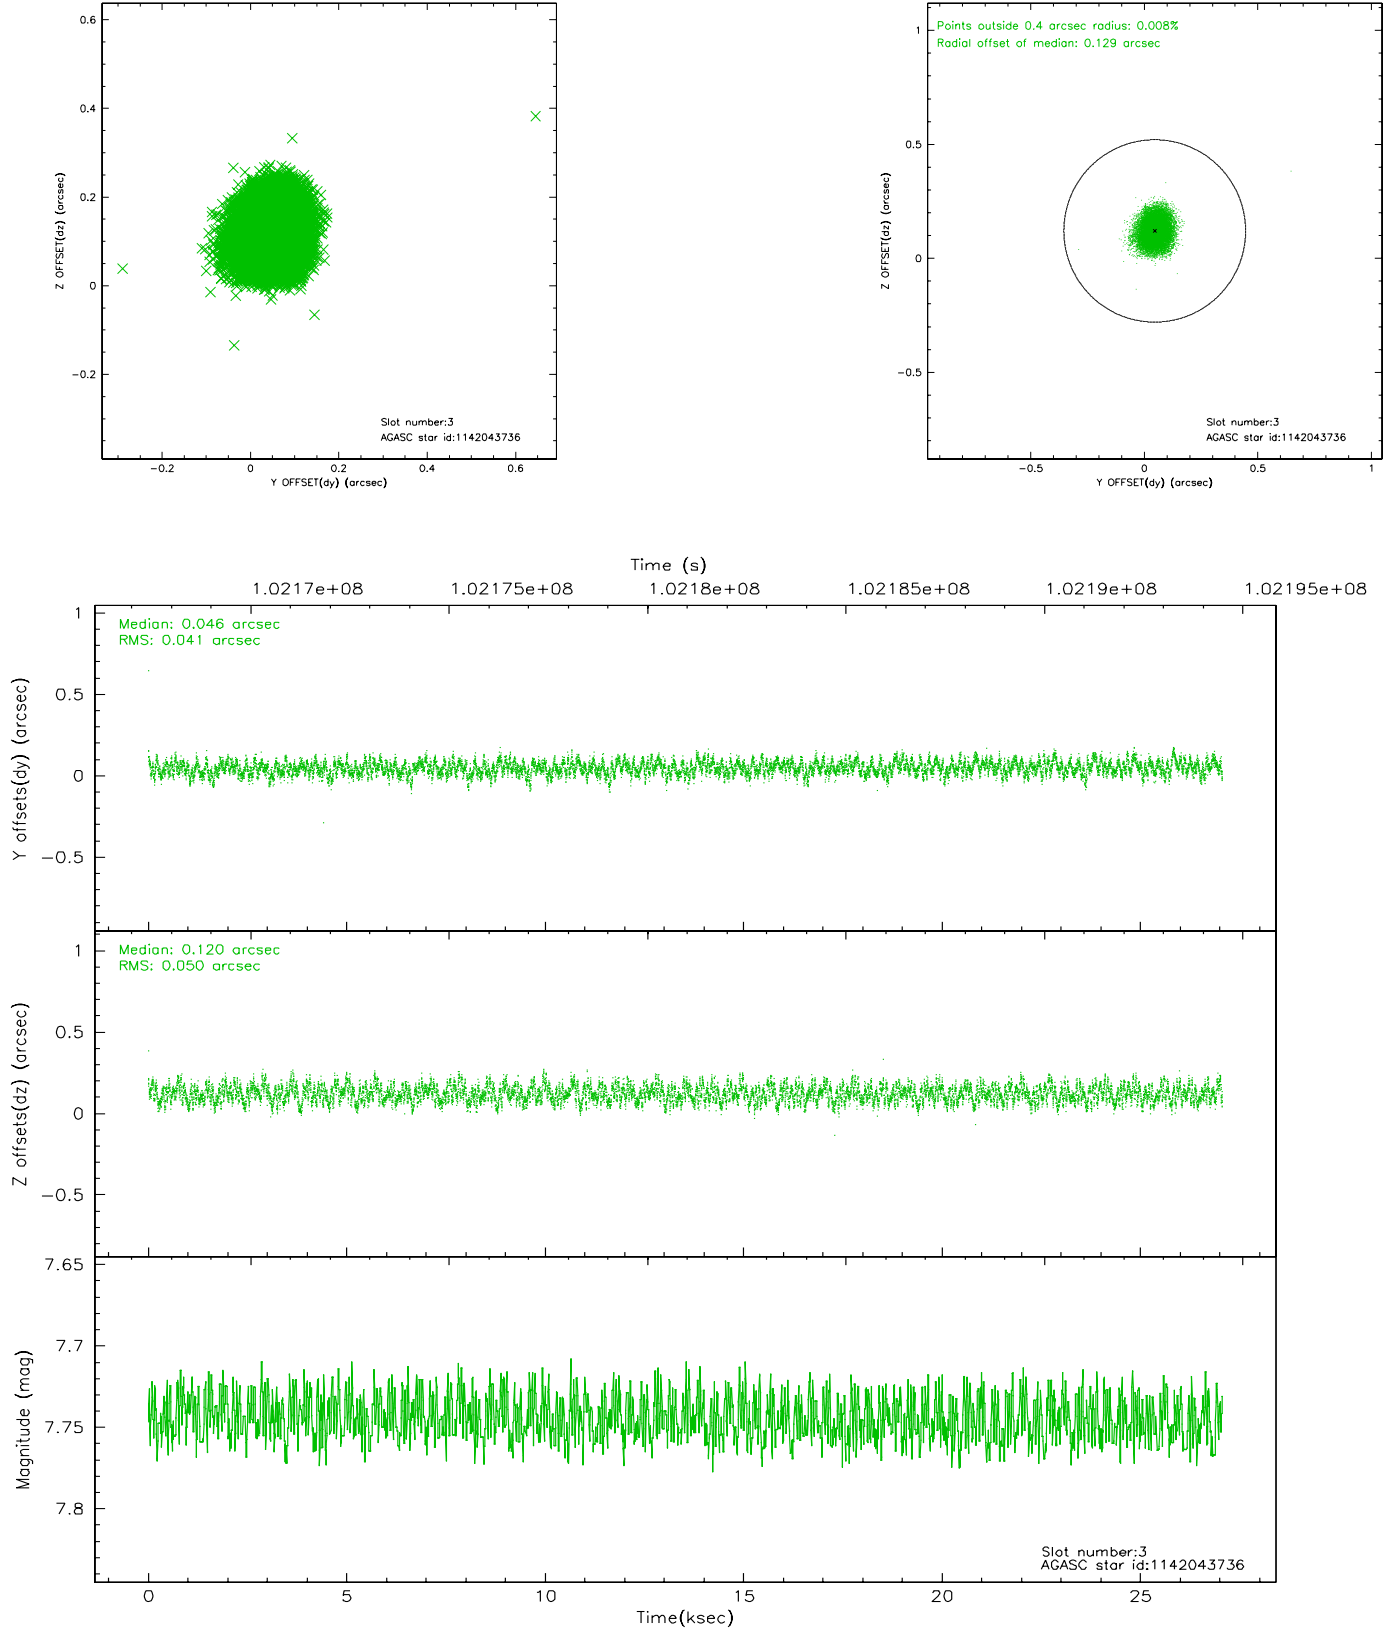 0.6
0.4
0.2
0
−0.2
Z OFFSET(dz) (arcsec)
−0.2 0 0.2 0.4 0.6
Y OFFSET(dy) (arcsec)
Slot number:3
AGASC star id:1142043736
Points outside 0.4 arcsec radius: 0.008%
Radial offset of median: 0.129 arcsec
1
0.5
0
−0.5
Z OFFSET(dz) (arcsec)
−0.5 0 0.5 1
Y OFFSET(dy) (arcsec)
Slot number:3
AGASC star id:1142043736
Time (s)
1.0217e+08 1.02175e+08 1.0218e+08 1.02185e+08 1.0219e+08 1.02195e+08
Median: 0.046 arcsec
RMS: 0.041 arcsec
1
0.5
0
−0.5
Y offsets(dy) (arcsec)
Median: 0.120 arcsec
RMS: 0.050 arcsec
1
0.5
0
−0.5
Z offsets(dz) (arcsec)
7.65
7.7
7.75
7.8
Magnitude (mag)
Slot number:3
AGASC star id:1142043736
0 5 10 15 20 25
Time(ksec)